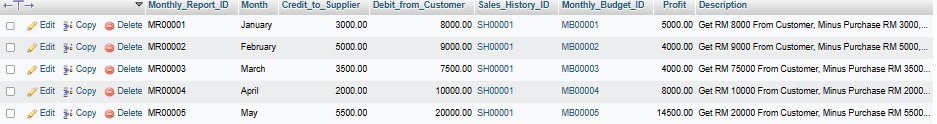 Monthly_Report_ID Month Credit_to_Supplier Debit_from_Customer Sales_History_ID Monthly_Budget_ID Profit Description
Edit Copy Delete MR00001 January 3000.00 8000.00 SH00001 MB00001 5000.00 Get RM 8000 From Customer, Minus Purchase RM 3000,...
Edit Copy Delete MR00002 February 5000.00 9000.00 SH00001 MB00002 4000.00 Get RM 9000 From Customer, Minus Purchase RM 5000,...
Edit Copy Delete MR00003 March 3500.00 7500.00 SH00001 MB00003 4000.00 Get RM 75000 From Customer, Minus Purchase RM 3500...
Edit Copy Delete MR00004 April 2000.00 10000.00 SH00001 MB00004 8000.00 Get RM 10000 From Customer, Minus Purchase RM 2000...
Edit Copy Delete MR00005 May 5500.00 20000.00 SH00001 MB00005 14500.00 Get RM 20000 From Customer, Minus Purchase RM 5500...